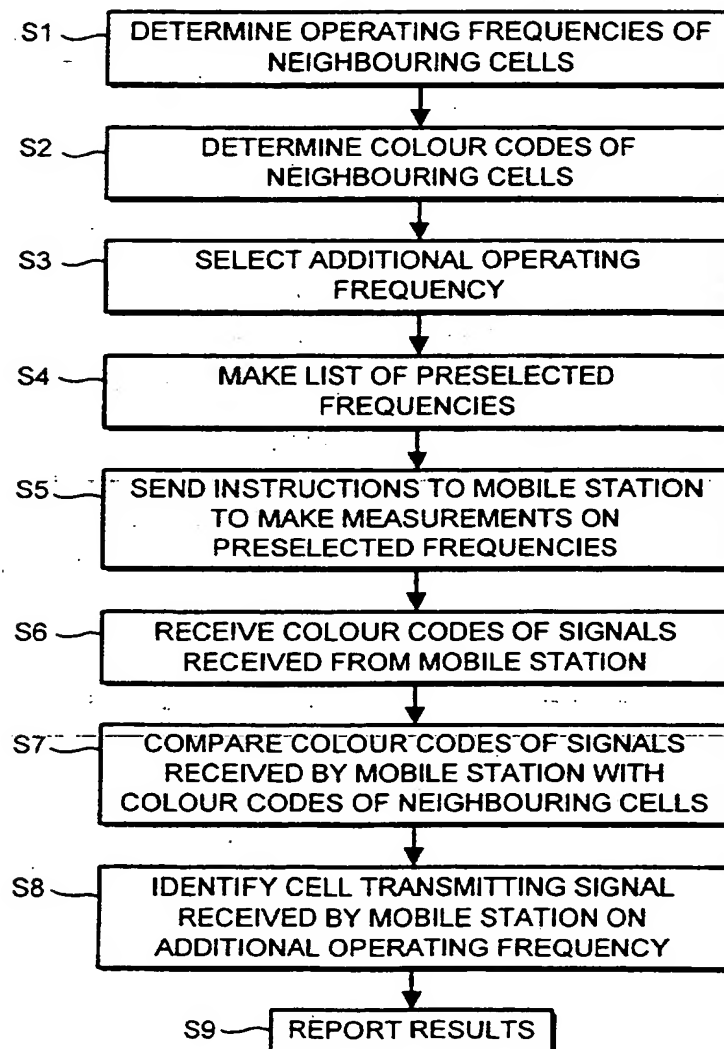 S1 DETERMINE OPERATING FREQUENCIES OF
NEIGHBOURING CELLS
S2 DETERMINE COLOUR CODES OF
NEIGHBOURING CELLS
S3 SELECT ADDITIONAL OPERATING
FREQUENCY
S4 MAKE LIST OF PRESELECTED
FREQUENCIES
S5 SEND INSTRUCTIONS TO MOBILE STATION
TO MAKE MEASUREMENTS ON
PRESELECTED FREQUENCIES
S6 RECEIVE COLOUR CODES OF SIGNALS
RECEIVED FROM MOBILE STATION
S7 COMPARE COLOUR CODES OF SIGNALS
RECEIVED BY MOBILE STATION WITH
COLOUR CODES OF NEIGHBOURING CELLS
S8 IDENTIFY CELL TRANSMITTING SIGNAL
RECEIVED BY MOBILE STATION ON
ADDITIONAL OPERATING FREQUENCY
S9 REPORT RESULTS